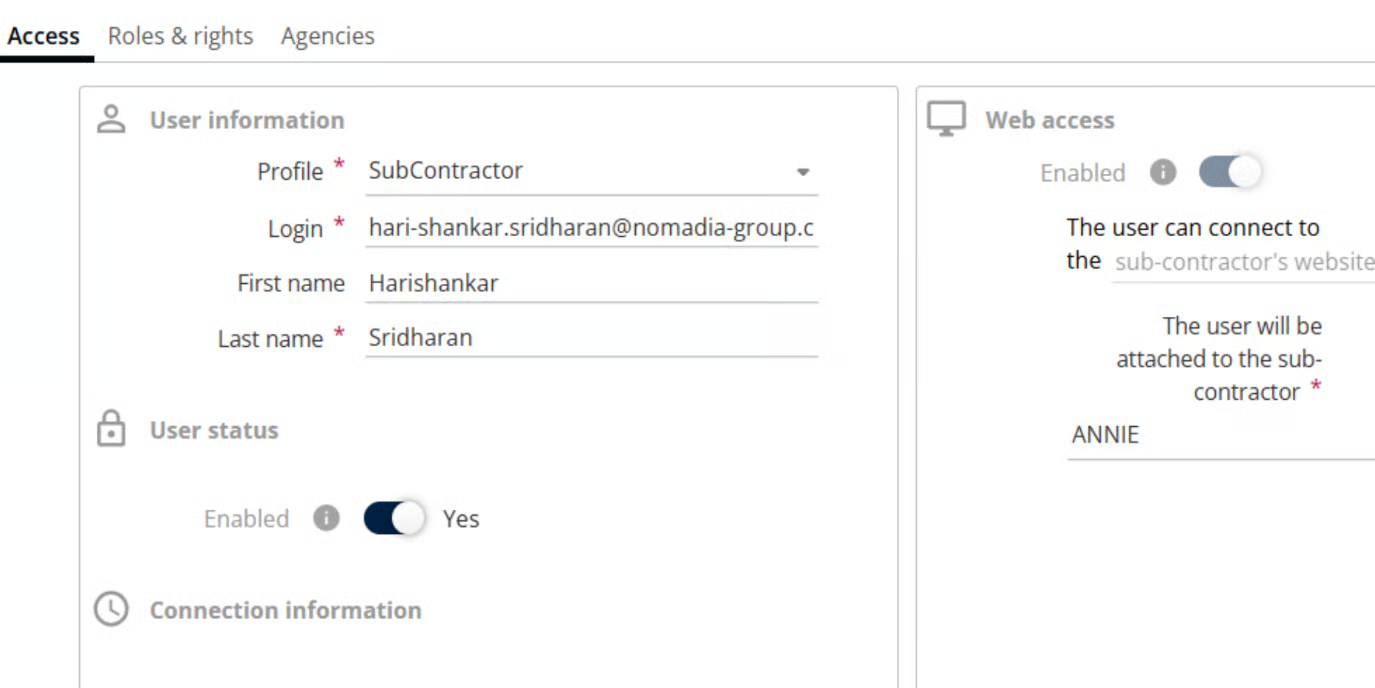 Access Roles & rights Agencies
User information
Profile *
SubContractor
Login *
hari-shankar.sridharan@nomadia-group.c
First name
Harishankar
Last name *
Sridharan
User status
Enabled
Yes
Connection information
Web access
Enabled
The user can connect to
the sub-contractor's website
The user will be
attached to the sub-
contractor *
ANNIE